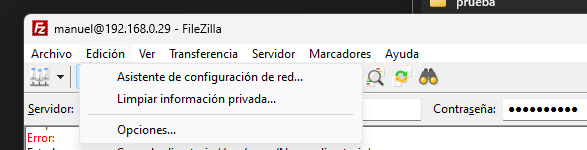 prueba
manuel@192.168.0.29 - FileZilla
Archivo Edición Ver Transferencia Servidor Marcadores Ayuda
Asistente de configuración de red...
Limpiar información privada...
Servidor: Contraseña: ●●●●●●●●●●
Opciones...
Error: